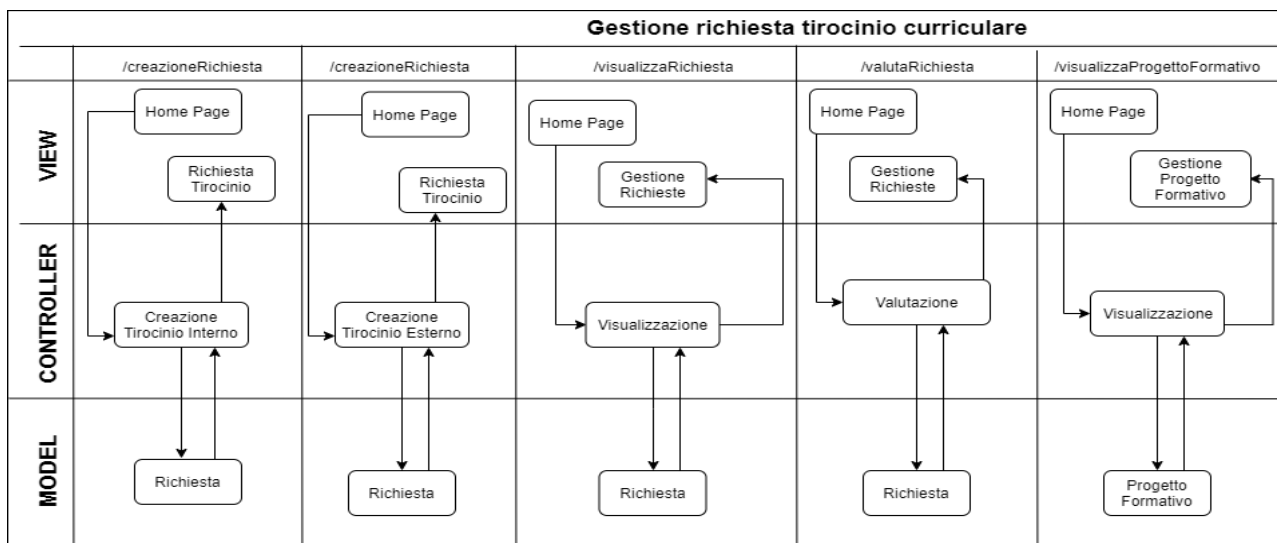 Gestione richiesta tirocinio curriculare
/creazioneRichiesta
/creazioneRichiesta
/visualizzaRichiesta
/valutaRichiesta
/visualizzaProgettoFormativo
VIEW
Home Page
Home Page
Home Page
Home Page
Home Page
Richiesta
Tirocinio
Richiesta
Tirocinio
Gestione
Richieste
Gestione
Richieste
Gestione
Progetto
Formativo
CONTROLLER
Creazione
Tirocinio Interno
Creazione
Tirocinio Esterno
Visualizzazione
Valutazione
Visualizzazione
MODEL
Richiesta
Richiesta
Richiesta
Richiesta
Progetto
Formativo